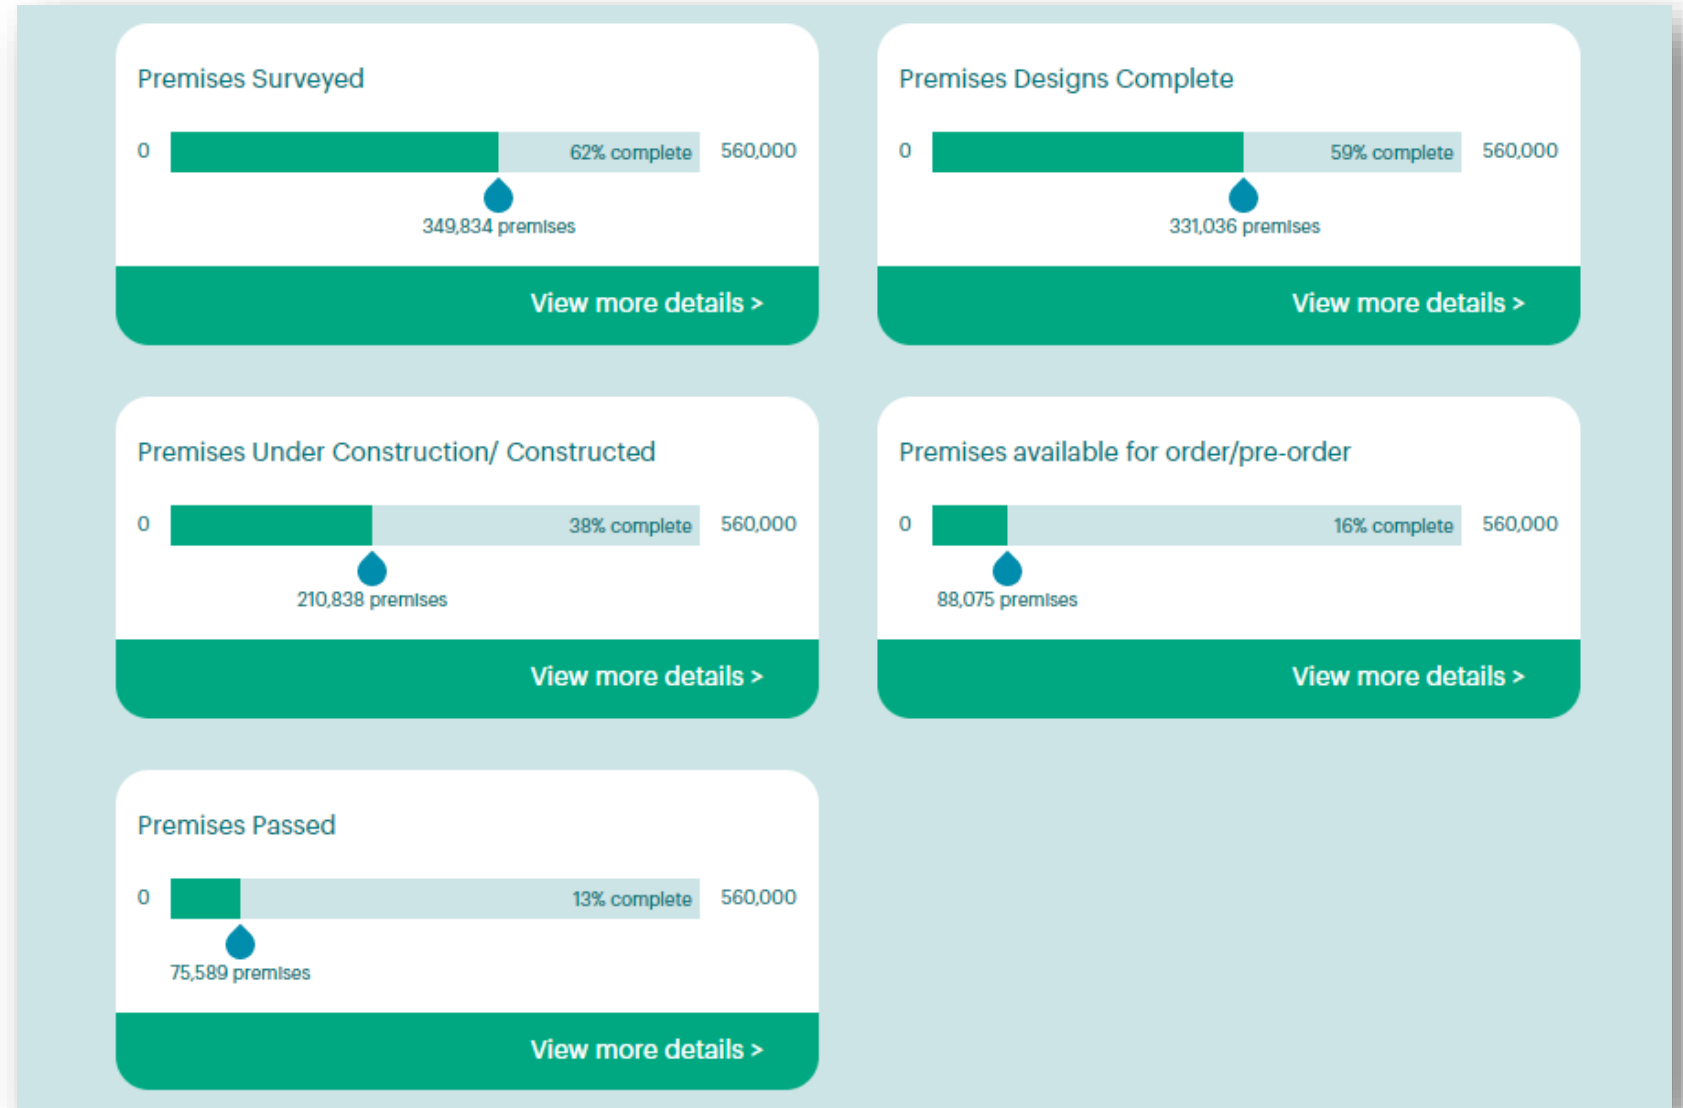 Premises Surveyed
0 62% complete 560,000
349,834 premises
View more details >
Premises Designs Complete
0 59% complete 560,000
331,036 premises
View more details >
Premises Under Construction/ Constructed
0 38% complete 560,000
210,838 premises
View more details >
Premises available for order/pre-order
0 16% complete 560,000
88,075 premises
View more details >
Premises Passed
0 13% complete 560,000
75,589 premises
View more details >